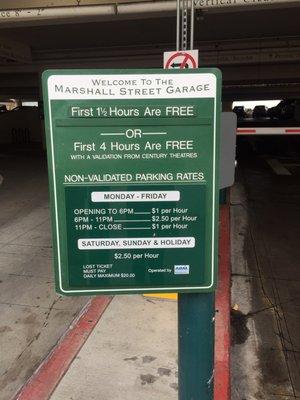 Vertical Cle
WELCOME TO THE
MARSHALL STREET GARAGE
First 1½ Hours Are FREE
OR
First 4 Hours Are FREE
WITH A VALIDATION FROM CENTURY THEATRES
NON-VALIDATED PARKING RATES
MONDAY - FRIDAY
OPENING TO 6PM $1 per Hour
6PM - 11PM $2.50 per Hour
11PM - CLOSE $1 per Hour
SATURDAY, SUNDAY & HOLIDAY
$2.50 per Hour
LOST TICKET
MUST PAY
DAILY MAXIMUM $20.00
Operated by